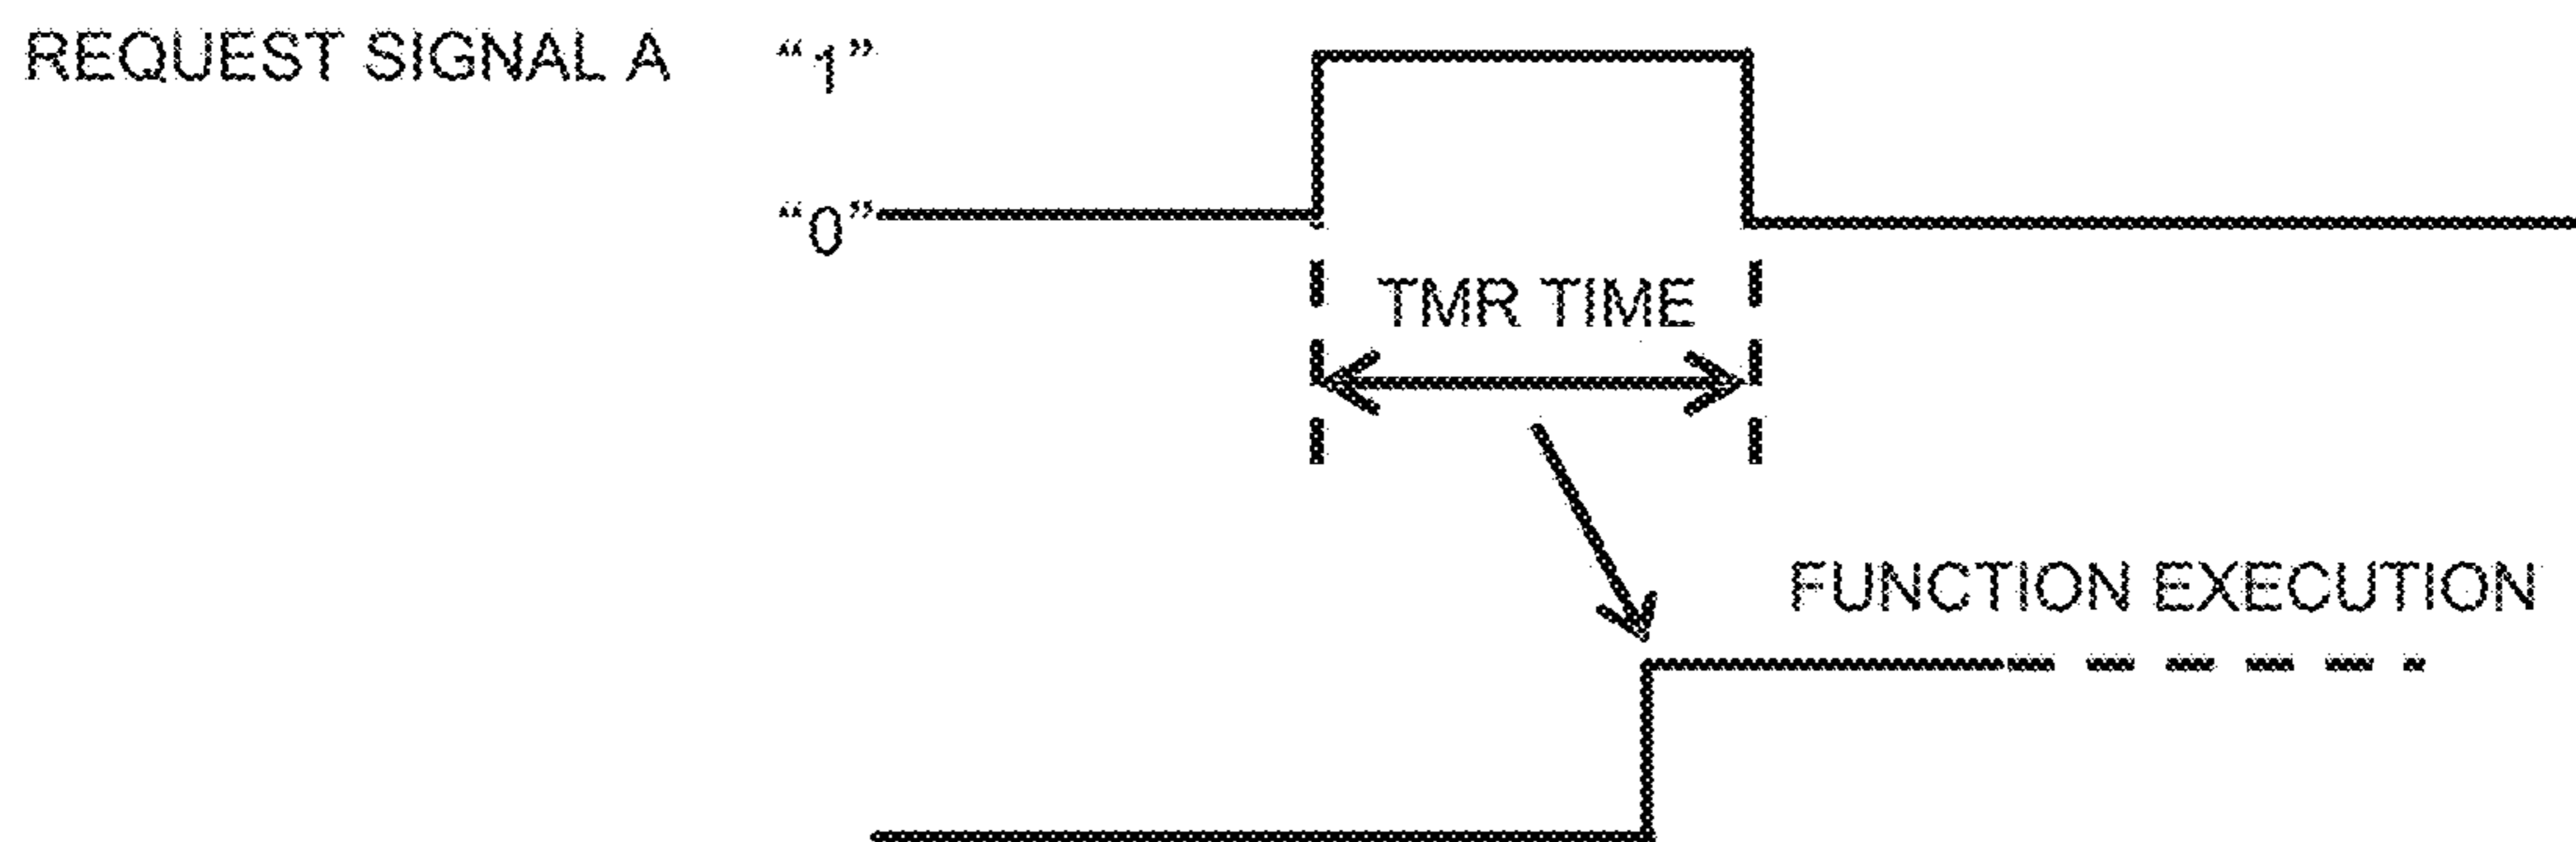 REQUEST SIGNAL A “1”
“0”
TMR TIME
FUNCTION EXECUTION